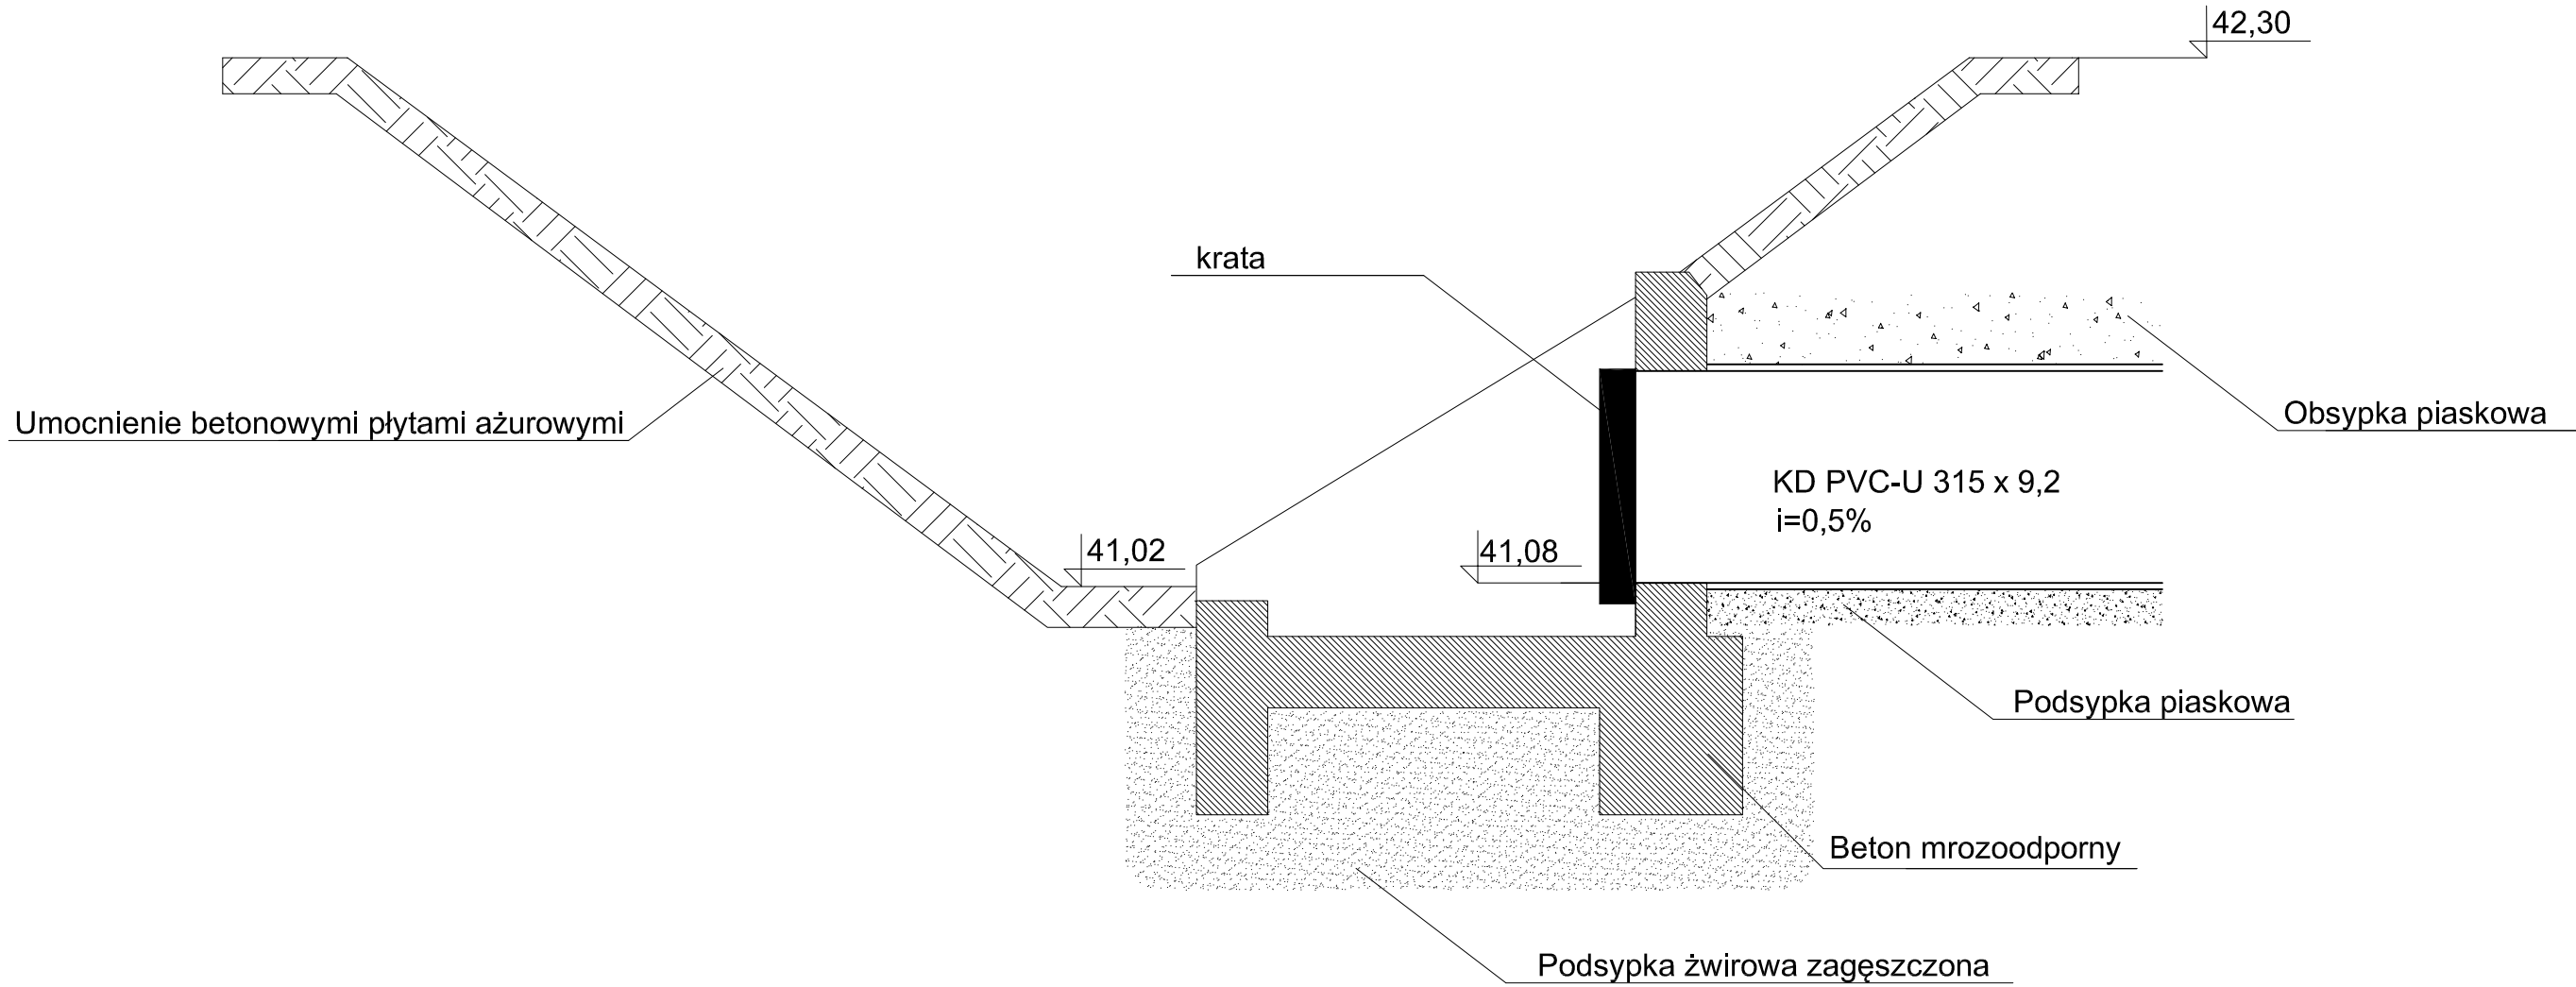 42,30
krata
Umocnienie betonowymi płytami ażurowymi
Obsypka piaskowa
KD PVC-U 315 x 9,2
i=0,5%
41,02
41,08
Podsypka piaskowa
Beton mrozoodporny
Podsypka żwirowa zagęszczona